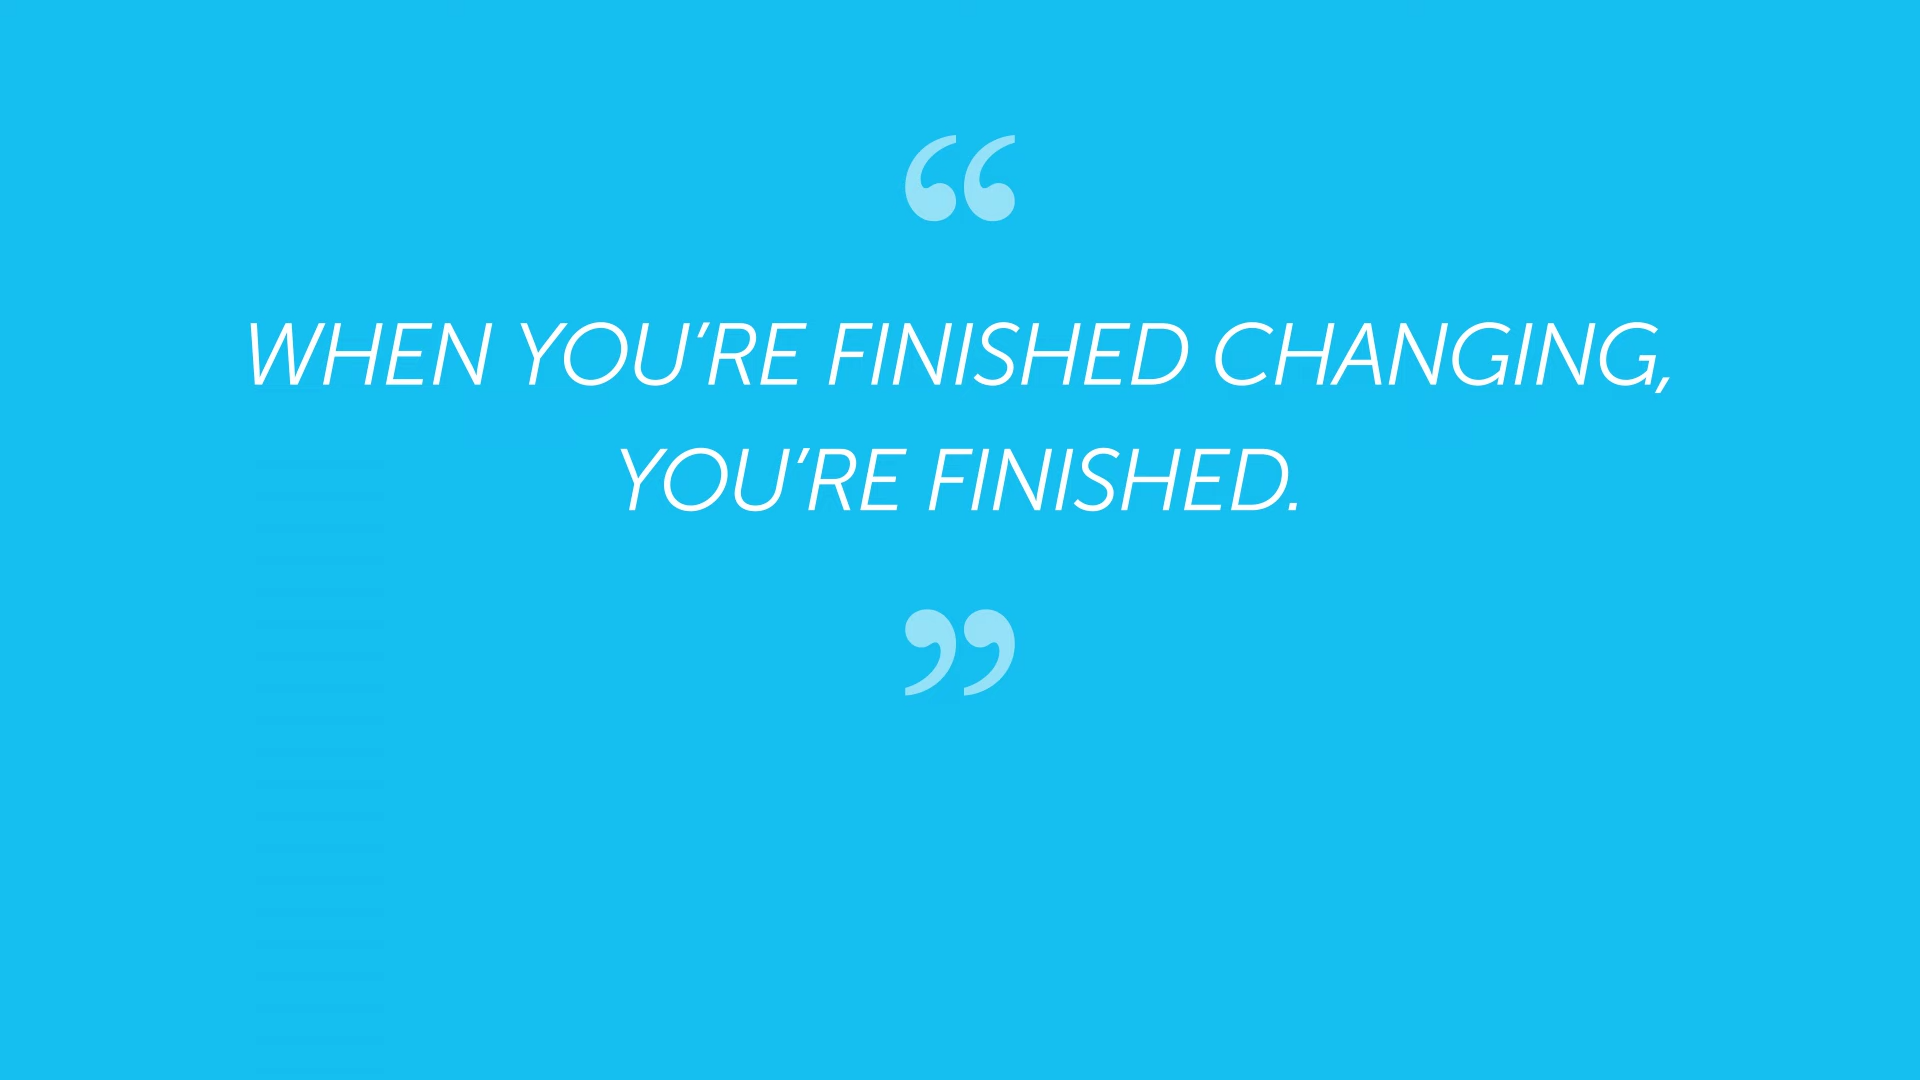 “
WHEN YOU’RE FINISHED CHANGING,
YOU’RE FINISHED.
”